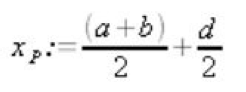 x_P := (a+b)/2 + d/2